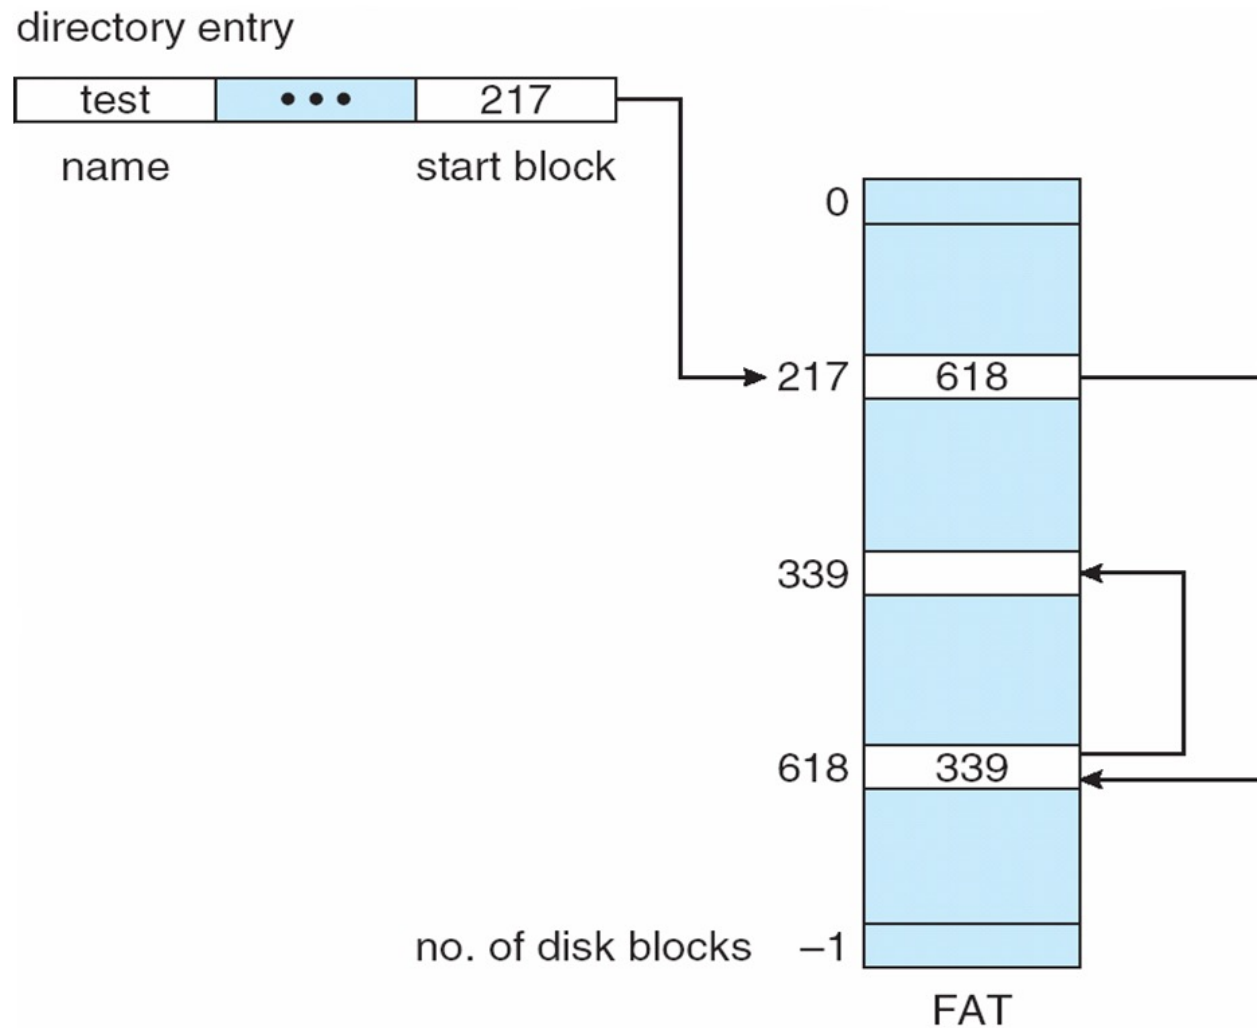 directory entry
test ••• 217
name start block
0
217 618
339
618 339
no. of disk blocks –1
FAT